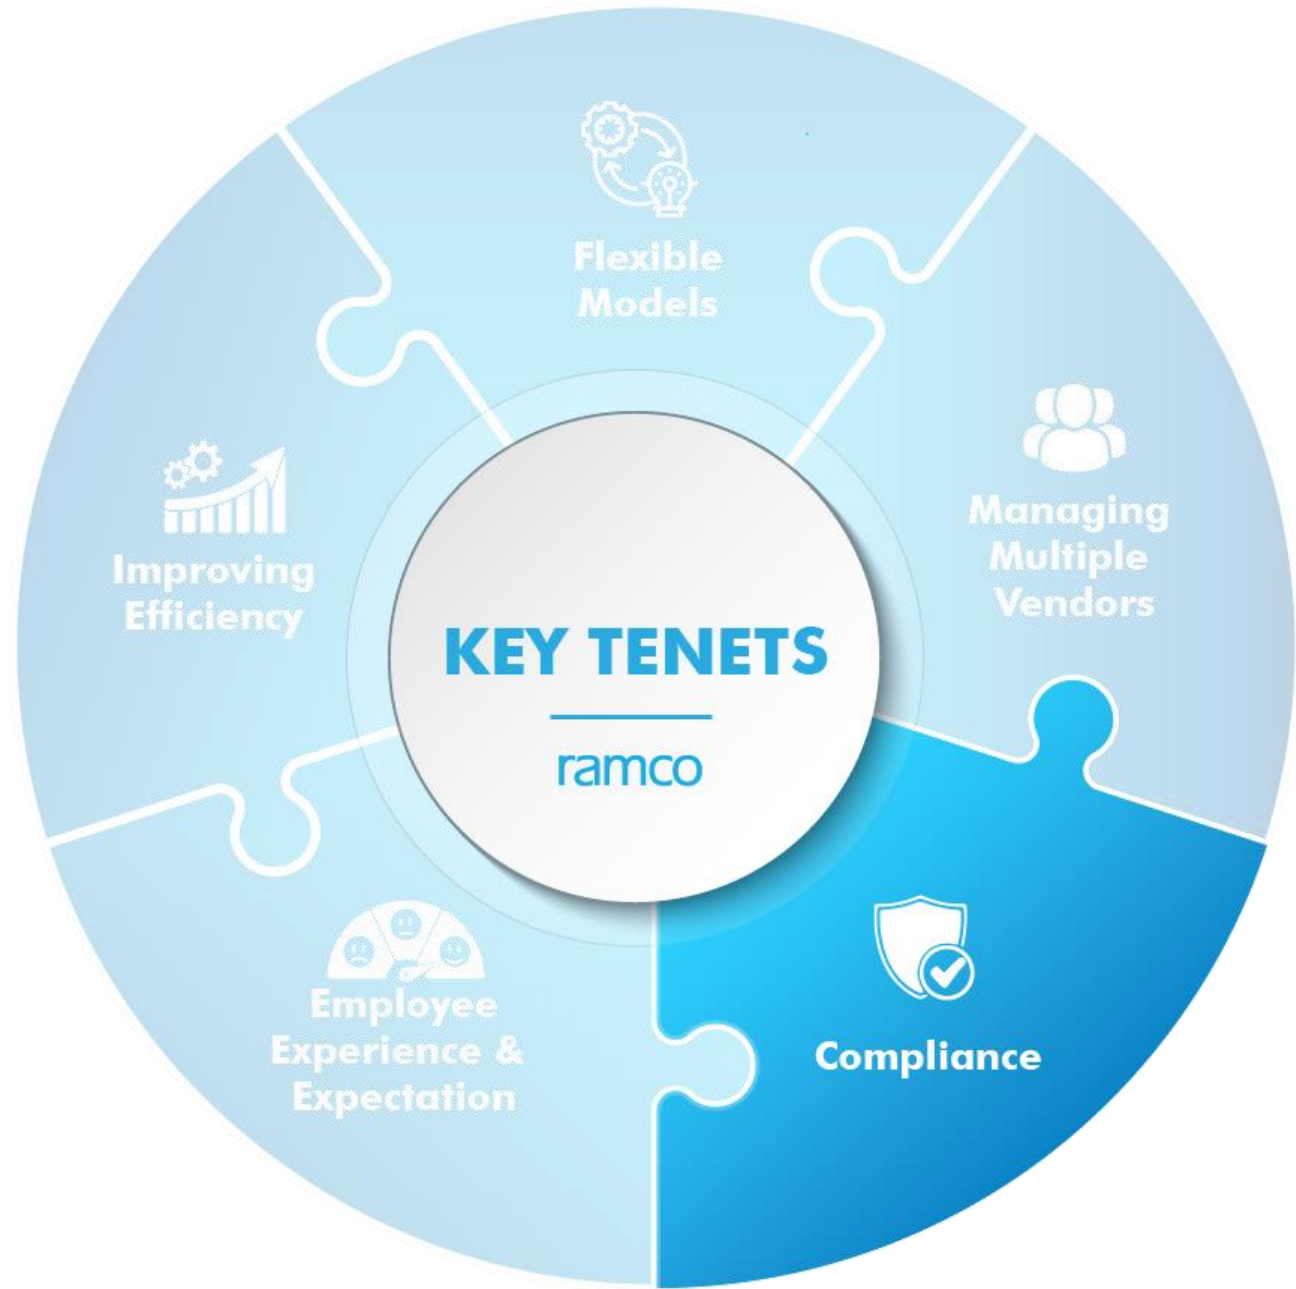 Flexible
Models
Managing
Multiple
Vendors
Improving
Efficiency
KEY TENETS
ramco
Employee
Experience &
Expectation
Compliance